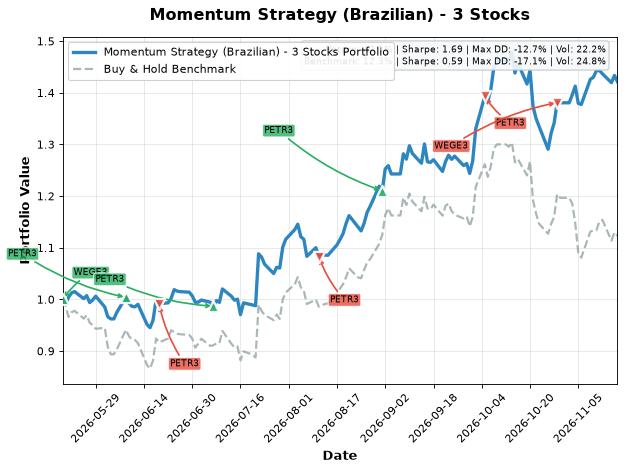 Momentum Strategy (Brazilian) - 3 Stocks
Momentum Strategy (Brazilian) - 3 Stocks Portfolio
Buy & Hold Benchmark
| Sharpe: 1.69 | Max DD: -12.7% | Vol: 22.2%
Benchmark: 12.3% | Sharpe: 0.59 | Max DD: -17.1% | Vol: 24.8%
1.5
1.4
1.3
1.2
1.1
1.0
0.9
Portfolio Value
PETR3
WEGE3
PETR3
PETR3
PETR3
PETR3
PETR3
WEGE3
2026-05-29
2026-06-14
2026-06-30
2026-07-16
2026-08-01
2026-08-17
2026-09-02
2026-09-18
2026-10-04
2026-10-20
2026-11-05
Date